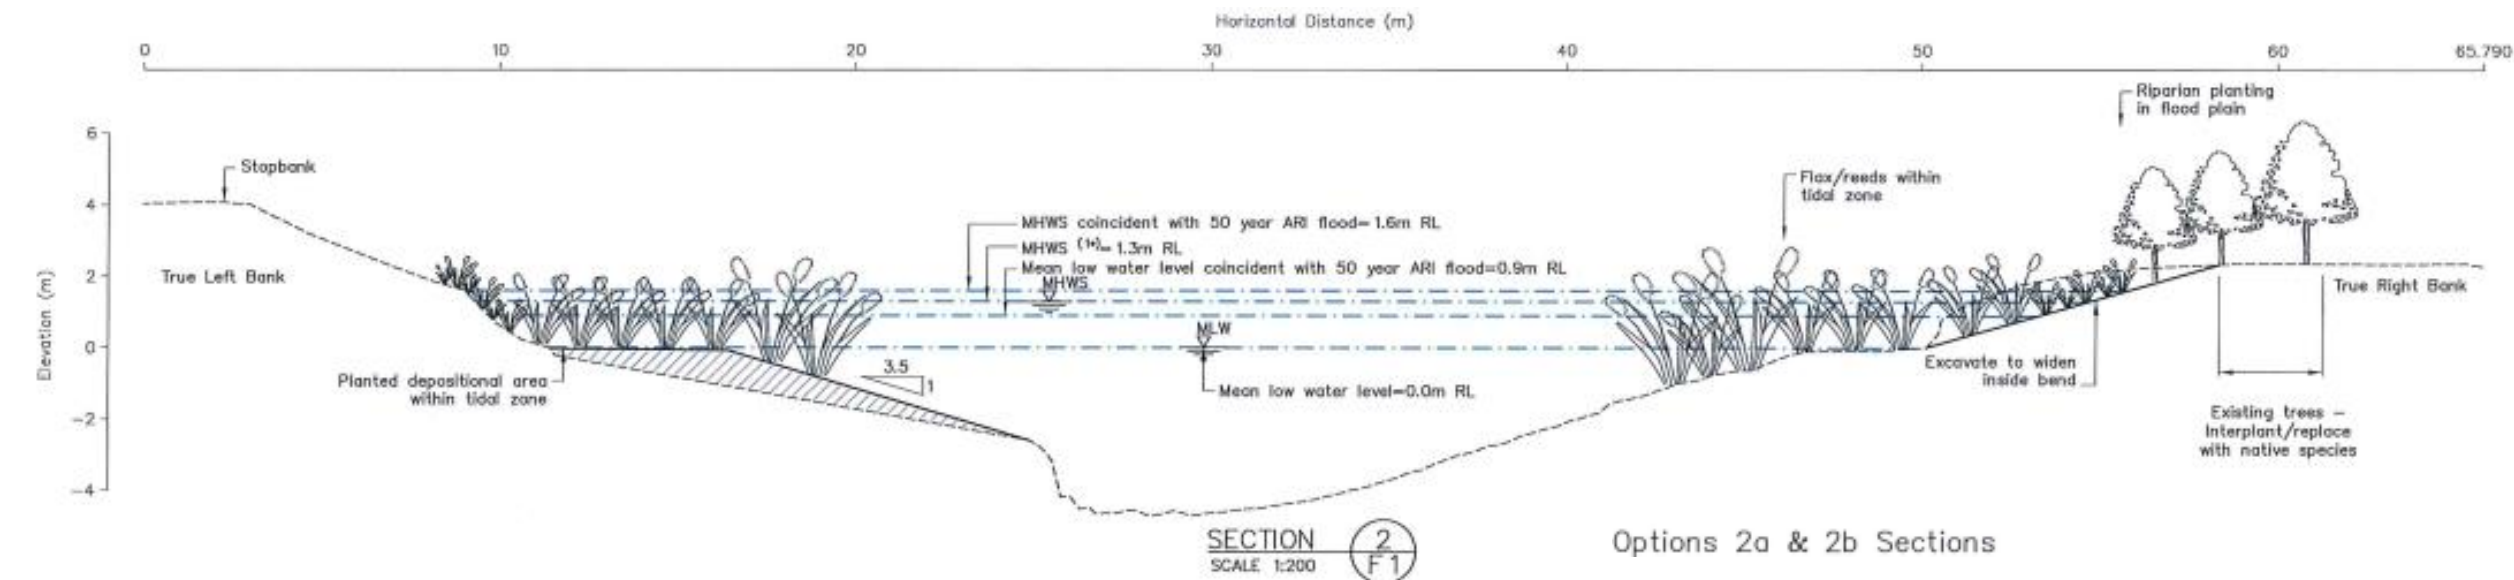 Horizontal Distance (m)
0 10 20 30 40 50 60 65.790
Riparian planting
in flood plain
6
Stopbank
Flax/reeds within
tidal zone
4
MHWS coincident with 50 year ARI flood=1.6m RL
MHWS (1*)=1.3m RL
Mean low water level coincident with 50 year ARI flood=0.9m RL
True Left Bank
2
MHWS
True Right Bank
Elevation (m)
MLW
0
3.5
1
Excavate to widen
inside bend
Planted depositional area
within tidal zone
Mean low water level=0.0m RL
-2
Existing trees -
Interplant/replace
with native species
-4
SECTION
SCALE 1:200
2
F1
Options 2a & 2b Sections